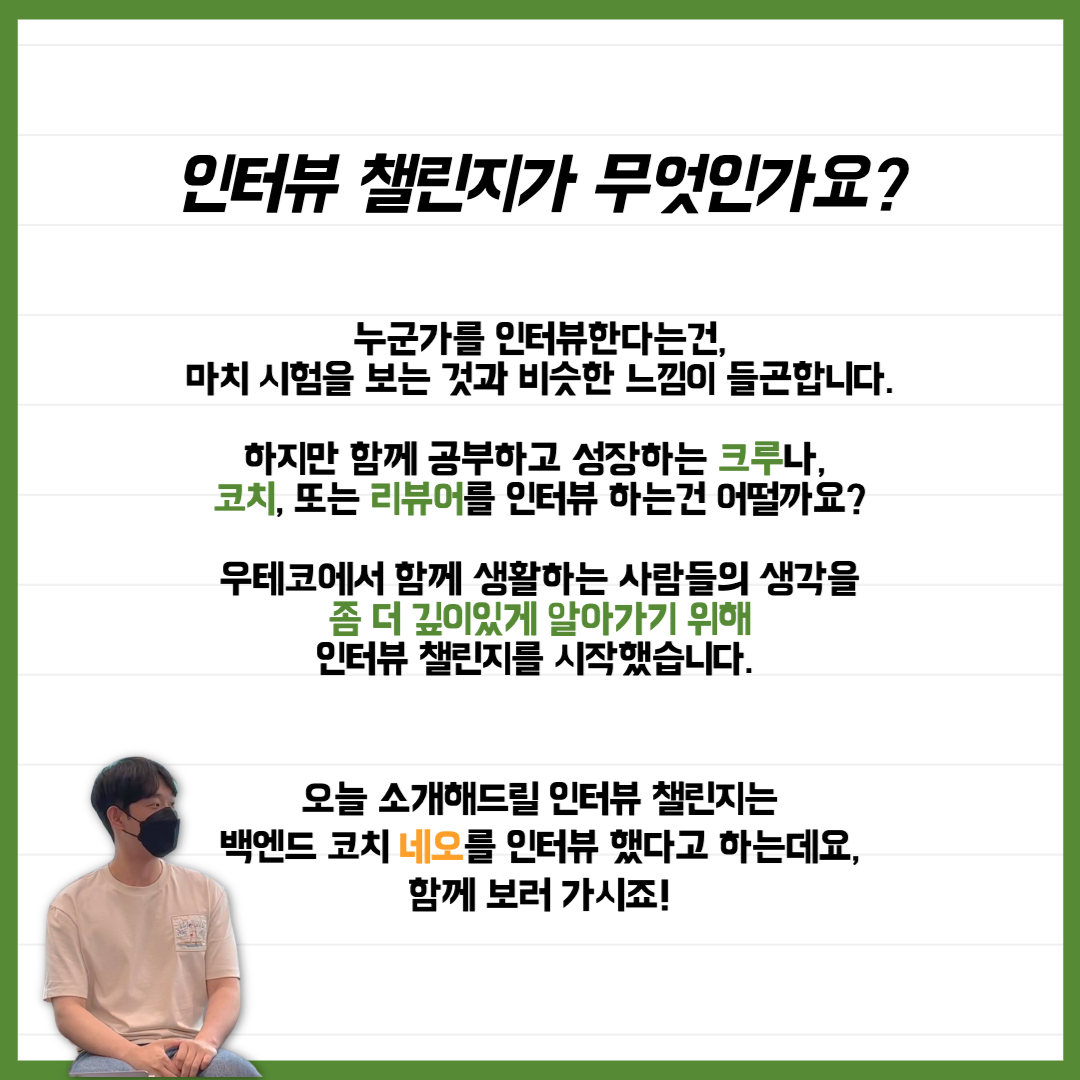 인터뷰 챌린지가 무엇인가요?
누군가를 인터뷰한다는건,
마치 시험을 보는 것과 비슷한 느낌이 들곤합니다.
하지만 함께 공부하고 성장하는 크루나,
코치, 또는 리뷰어를 인터뷰 하는건 어떨까요?
우테코에서 함께 생활하는 사람들의 생각을
좀 더 깊이있게 알아가기 위해
인터뷰 챌린지를 시작했습니다.
오늘 소개해드릴 인터뷰 챌린지는
백엔드 코치 네오를 인터뷰 했다고 하는데요,
함께 보러 가시죠!